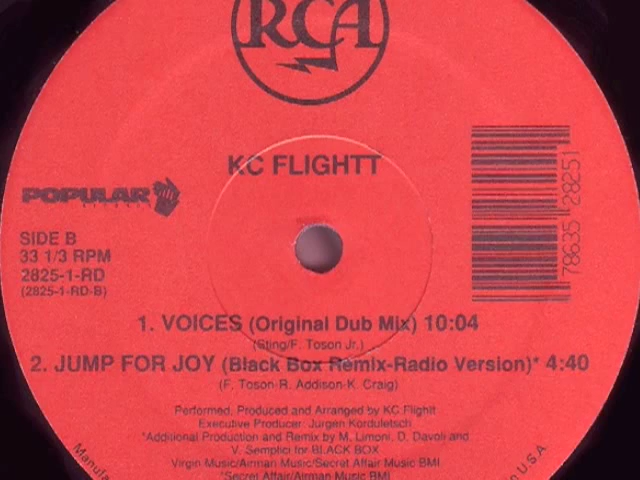 RCA
KC FLIGHTT
POPULAR
SIDE B
33 1/3 RPM
2825-1-RD
(2825-1-RD-B)
78635 28251
1. VOICES (Original Dub Mix) 10:04
(Sting/F. Toson Jr.)
2. JUMP FOR JOY (Black Box Remix-Radio Version)* 4:40
(F. Toson-R. Addison-K. Craig)
Performed, Produced and Arranged by KC Flightt
Executive Producer: Jurgen Korduletsch
*Additional Production and Remix by M. Limoni, D. Davoli and
V. Semplici for BLACK BOX
Virgin Music/Airman Music/Secret Affair Music BMI
*Secret Affair/Airman Music BMI
Manufa
U.S.A